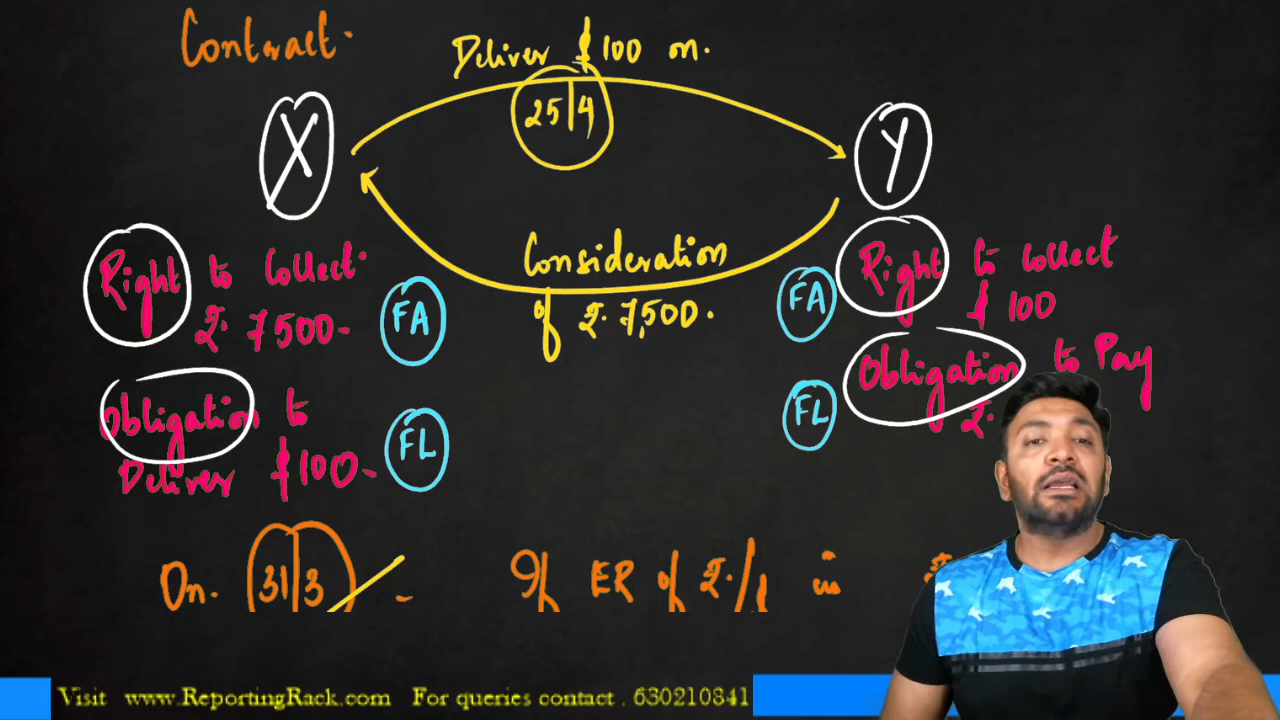 Contract.
Deliver $ 100 on.
25|4
X
Y
Right to Collect.
₹. 7500-
FA
Consideration
of ₹. 7,500.
FA
Right to collect
$ 100
Obligation to
Deliver $ 100-
FL
FL
Obligation to Pay
₹.
On. 31|3 -
If ER of ₹./$ is
Visit www.ReportingRack.com For queries contact . 630210841